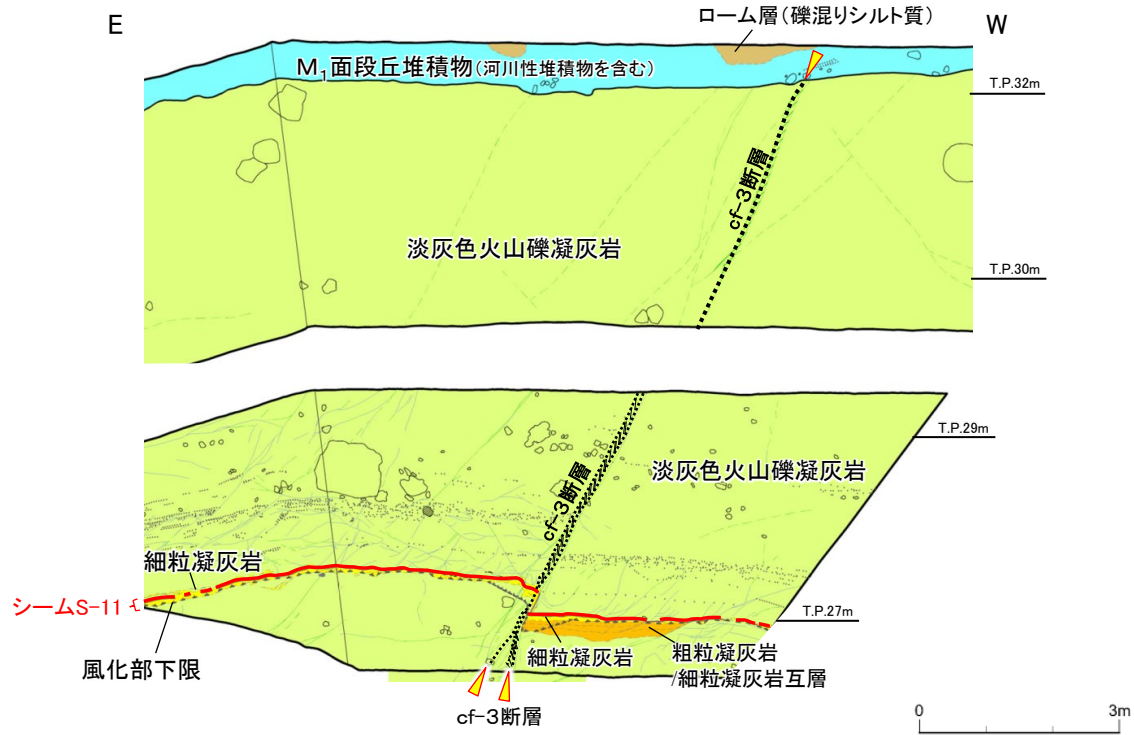 E
ローム層（礫混りシルト質）
W
M1面段丘堆積物（河川性堆積物を含む）
T.P.32m
cf-3断層
淡灰色火山礫凝灰岩
T.P.30m
T.P.29m
淡灰色火山礫凝灰岩
cf-3断層
細粒凝灰岩
シームS-11
T.P.27m
風化部下限
細粒凝灰岩
粗粒凝灰岩
/細粒凝灰岩互層
cf-3断層
0 3m